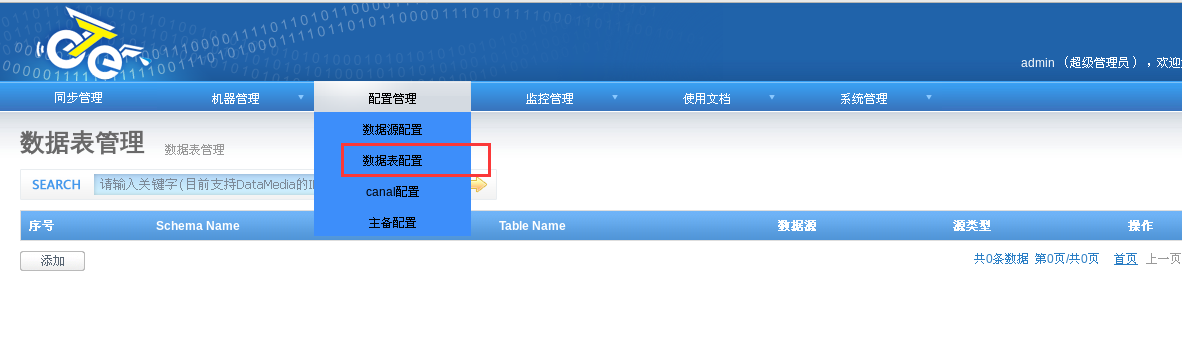 admin （超级管理员 ） ，欢迎
同步管理 机器管理 配置管理 监控管理 使用文档 系统管理
数据表管理 数据表管理
数据源配置
数据表配置
canal配置
主备配置
SEARCH 请输入关键字(目前支持DataMedia的
序号 Schema Name Table Name 数据源 源类型 操作
添加 共0条数据 第0页/共0页 首页 上一页